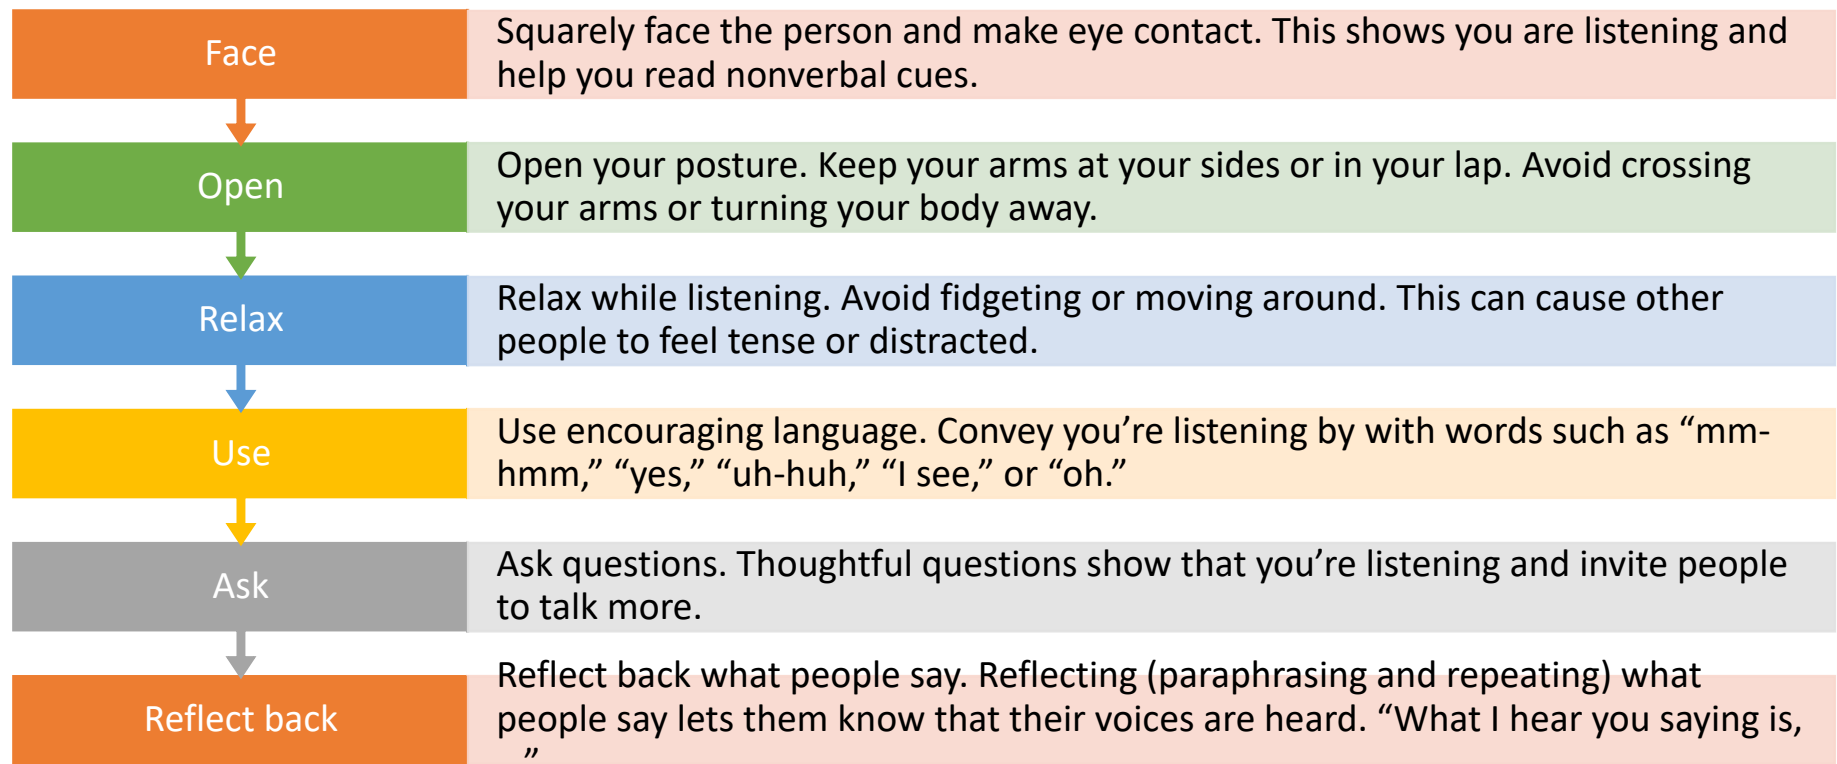 Face
Squarely face the person and make eye contact. This shows you are listening and
help you read nonverbal cues.
Open
Open your posture. Keep your arms at your sides or in your lap. Avoid crossing
your arms or turning your body away.
Relax
Relax while listening. Avoid fidgeting or moving around. This can cause other
people to feel tense or distracted.
Use
Use encouraging language. Convey you’re listening by with words such as “mm-
hmm,” “yes,” “uh-huh,” “I see,” or “oh.”
Ask
Ask questions. Thoughtful questions show that you’re listening and invite people
to talk more.
Reflect back
Reflect back what people say. Reflecting (paraphrasing and repeating) what
people say lets them know that their voices are heard. “What I hear you saying is,
”